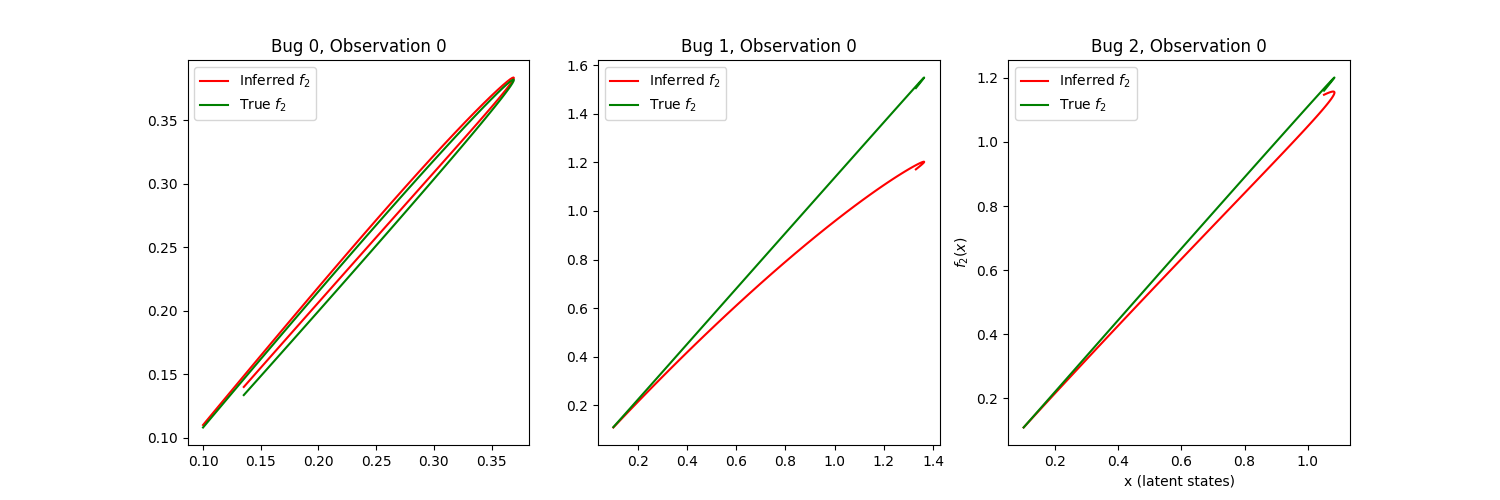 Bug 0, Observation 0
Inferred f₂
True f₂
0.35
0.30
0.25
0.20
0.15
0.10
0.10 0.15 0.20 0.25 0.30 0.35
Bug 1, Observation 0
Inferred f₂
True f₂
1.6
1.4
1.2
1.0
0.8
0.6
0.4
0.2
0.2 0.4 0.6 0.8 1.0 1.2 1.4
Bug 2, Observation 0
Inferred f₂
True f₂
f₂(x)
1.2
1.0
0.8
0.6
0.4
0.2
0.2 0.4 0.6 0.8 1.0
x (latent states)